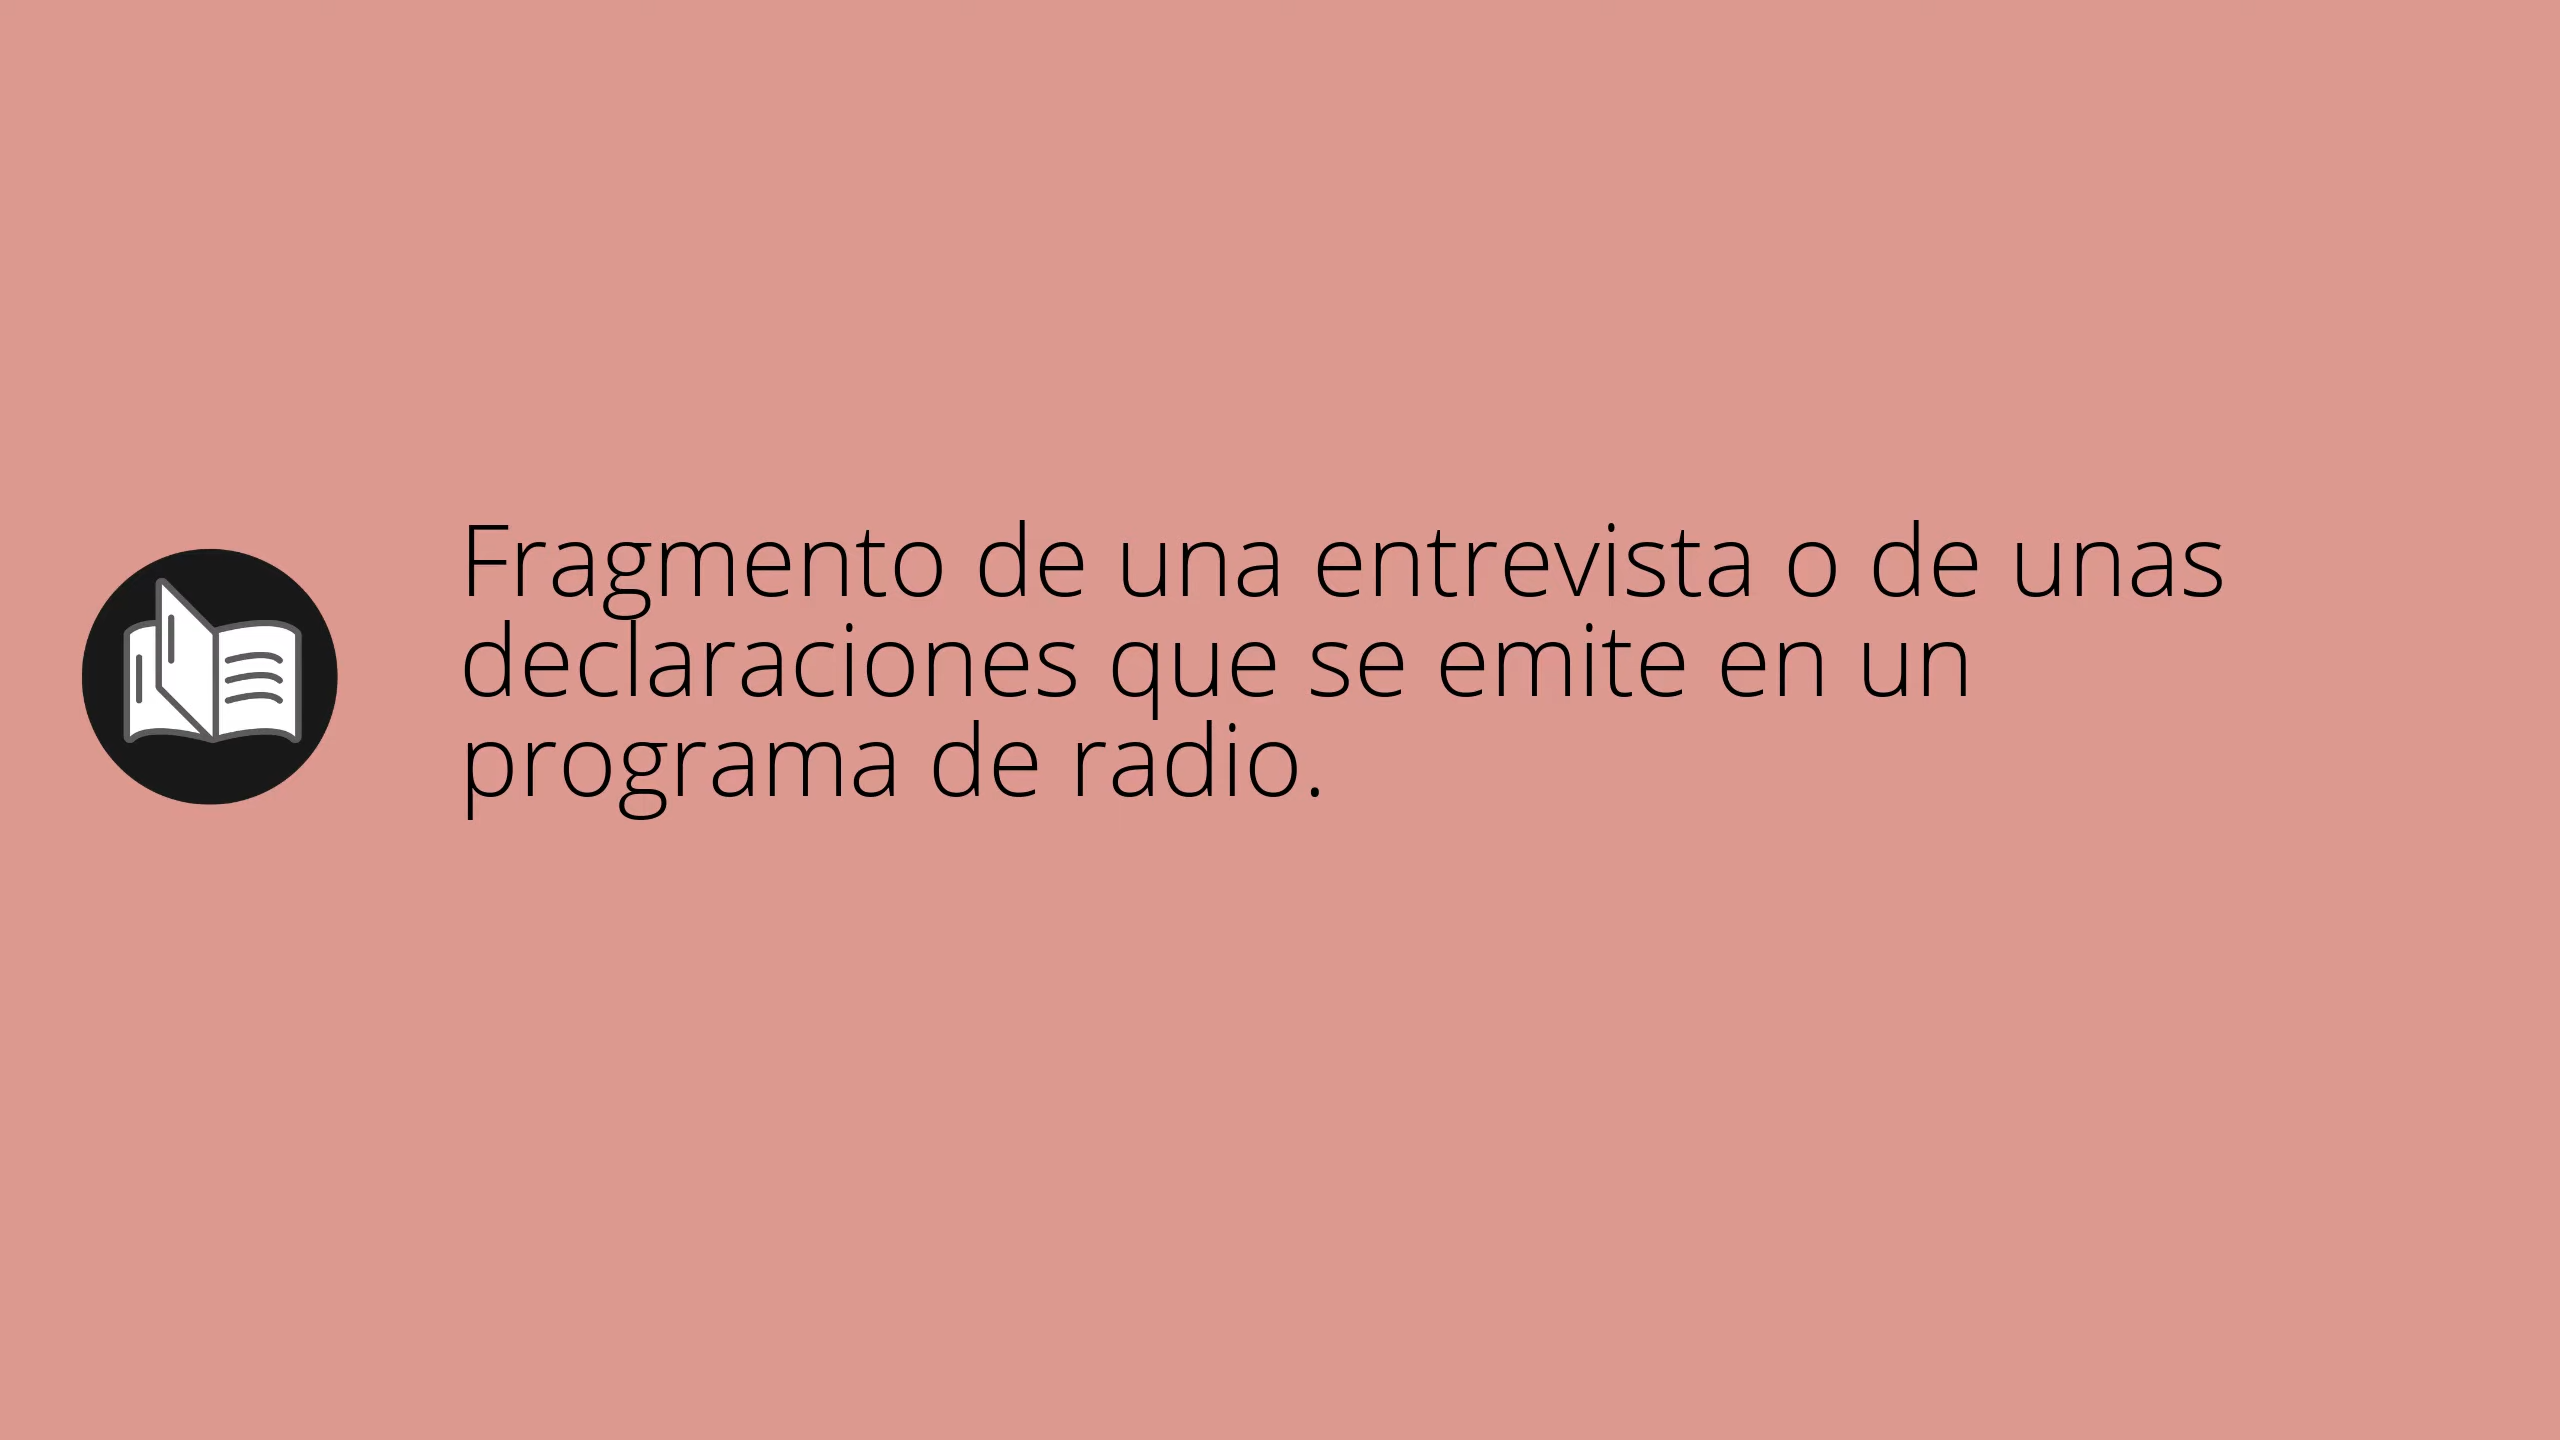 Fragmento de una entrevista o de unas
declaraciones que se emite en un
programa de radio.